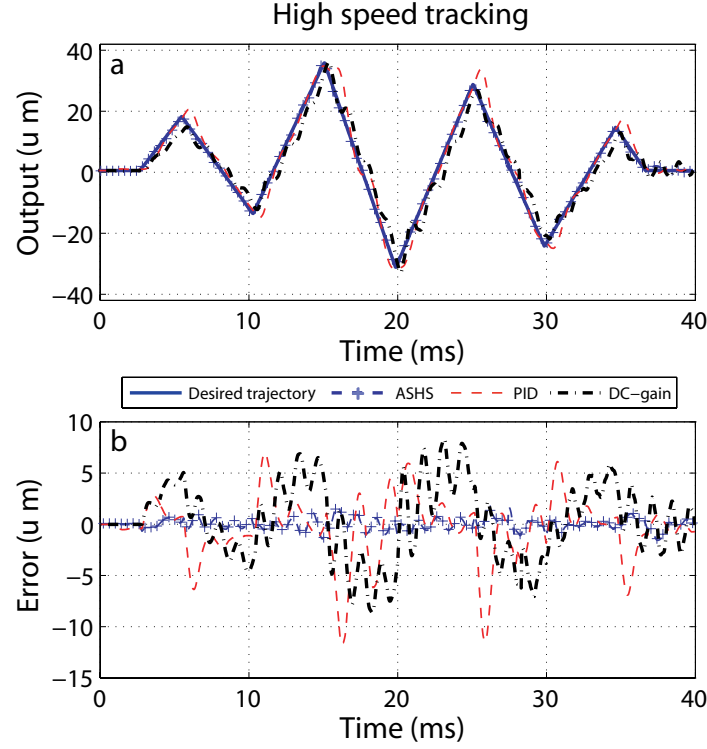 High speed tracking
a
Output (u m)
40
20
0
−20
−40
0 10 20 30 40
Time (ms)
Desired trajectory ASHS PID DC−gain
b
Error (u m)
10
5
0
−5
−10
−15
0 10 20 30 40
Time (ms)